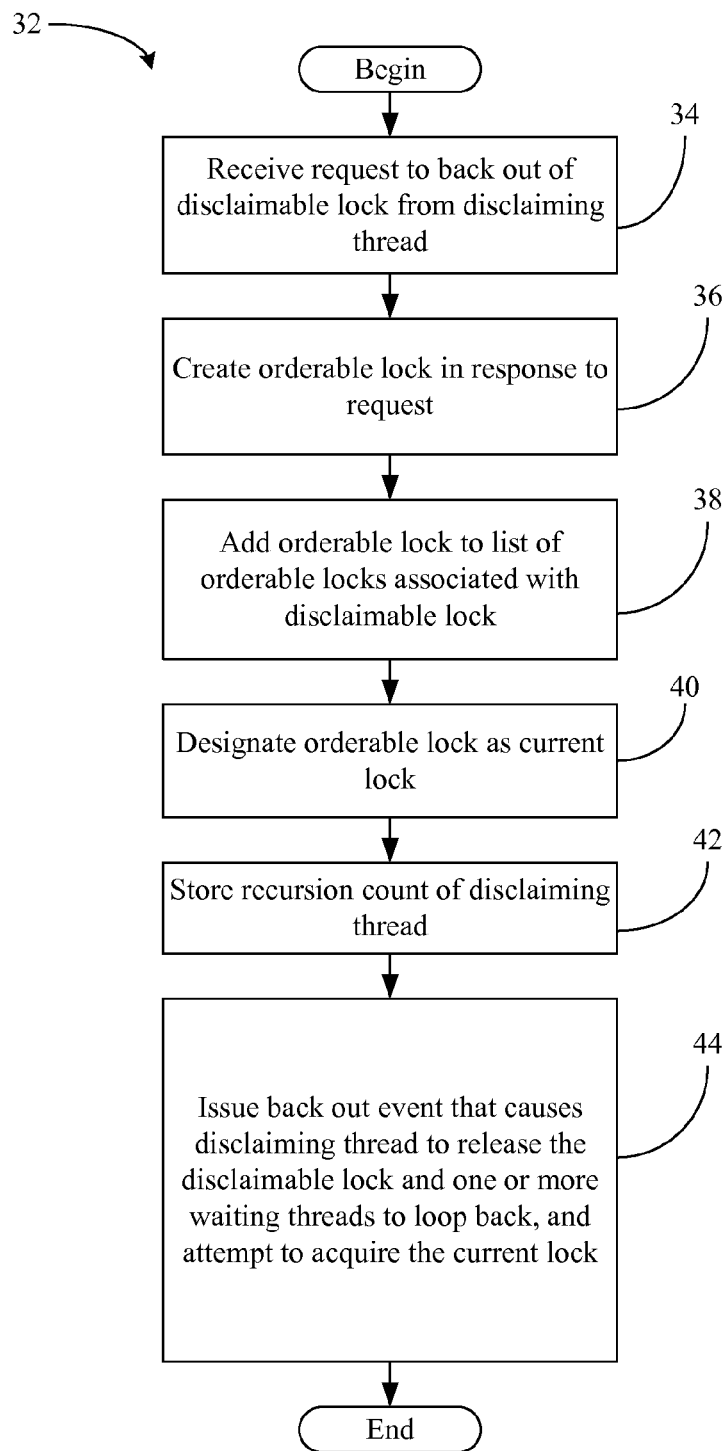 32
Begin
34
Receive request to back out of
disclaimable lock from disclaiming
thread
36
Create orderable lock in response to
request
38
Add orderable lock to list of
orderable locks associated with
disclaimable lock
40
Designate orderable lock as current
lock
42
Store recursion count of disclaiming
thread
44
Issue back out event that causes
disclaiming thread to release the
disclaimable lock and one or more
waiting threads to loop back, and
attempt to acquire the current lock
End